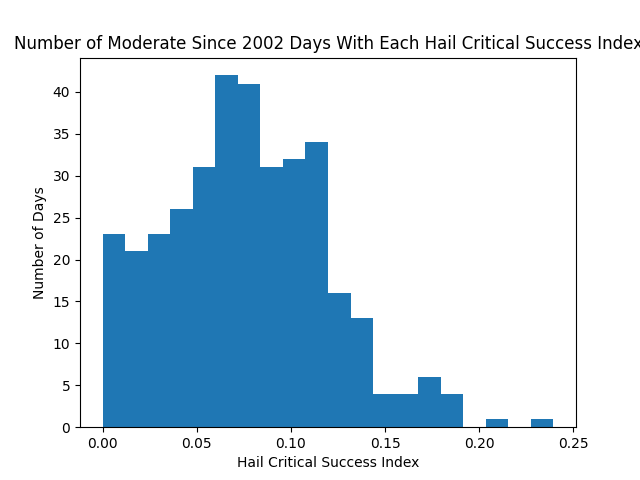 Number of Moderate Since 2002 Days With Each Hail Critical Success Index
40
35
30
25
20
15
10
5
0
Number of Days
0.00 0.05 0.10 0.15 0.20 0.25
Hail Critical Success Index